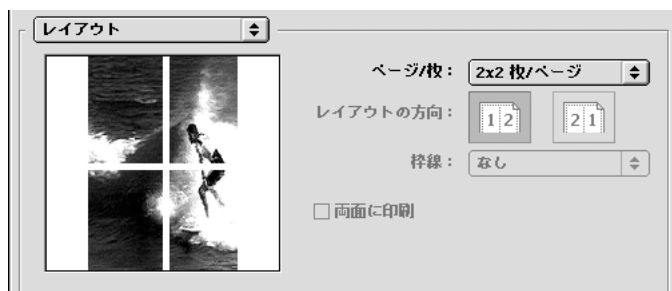 レイアウト
ページ/枚： 2x2 枚/ページ
レイアウトの方向： 1 2 2 1
枠線： なし
両面に印刷